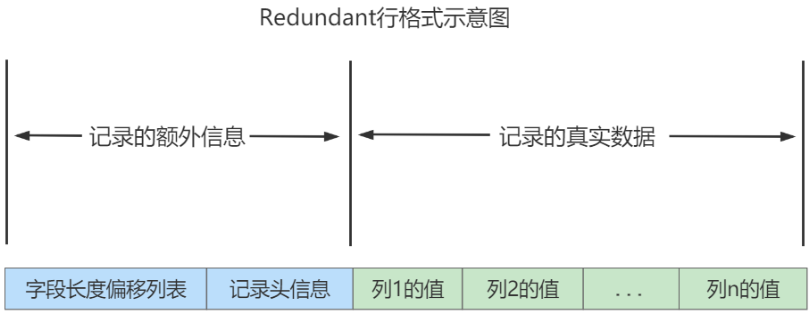 Redundant行格式示意图
记录的额外信息
记录的真实数据
字段长度偏移列表
记录头信息
列1的值
列2的值
...
列n的值